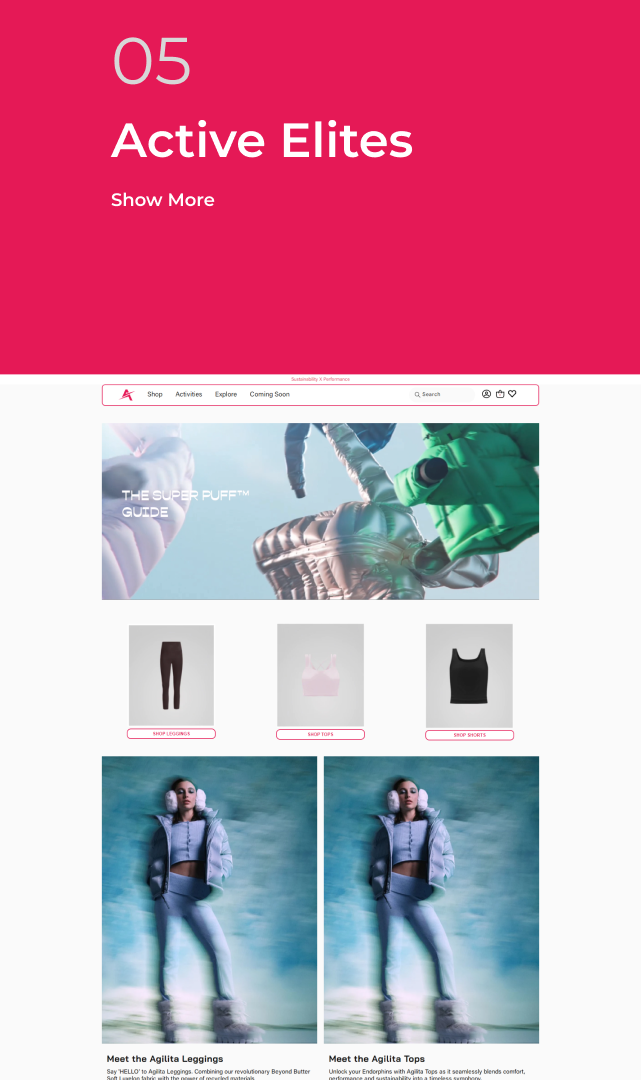 05
Active Elites
Show More
Sustainability X Performance
Shop Activities Explore Coming Soon Search
THE SUPER PUFF™
GUIDE
SHOP LEGGINGS SHOP TOPS SHOP SHORTS
Meet the Agilita Leggings
Say 'HELLO' to Agilita Leggings. Combining our revolutionary Beyond Butter
Soft Luxelon fabric with the power of recycled materials.
Meet the Agilita Tops
Unlock your Endorphins with Agilita Tops as it seamlessly blends comfort,
performance and sustainability into a timeless symphony.